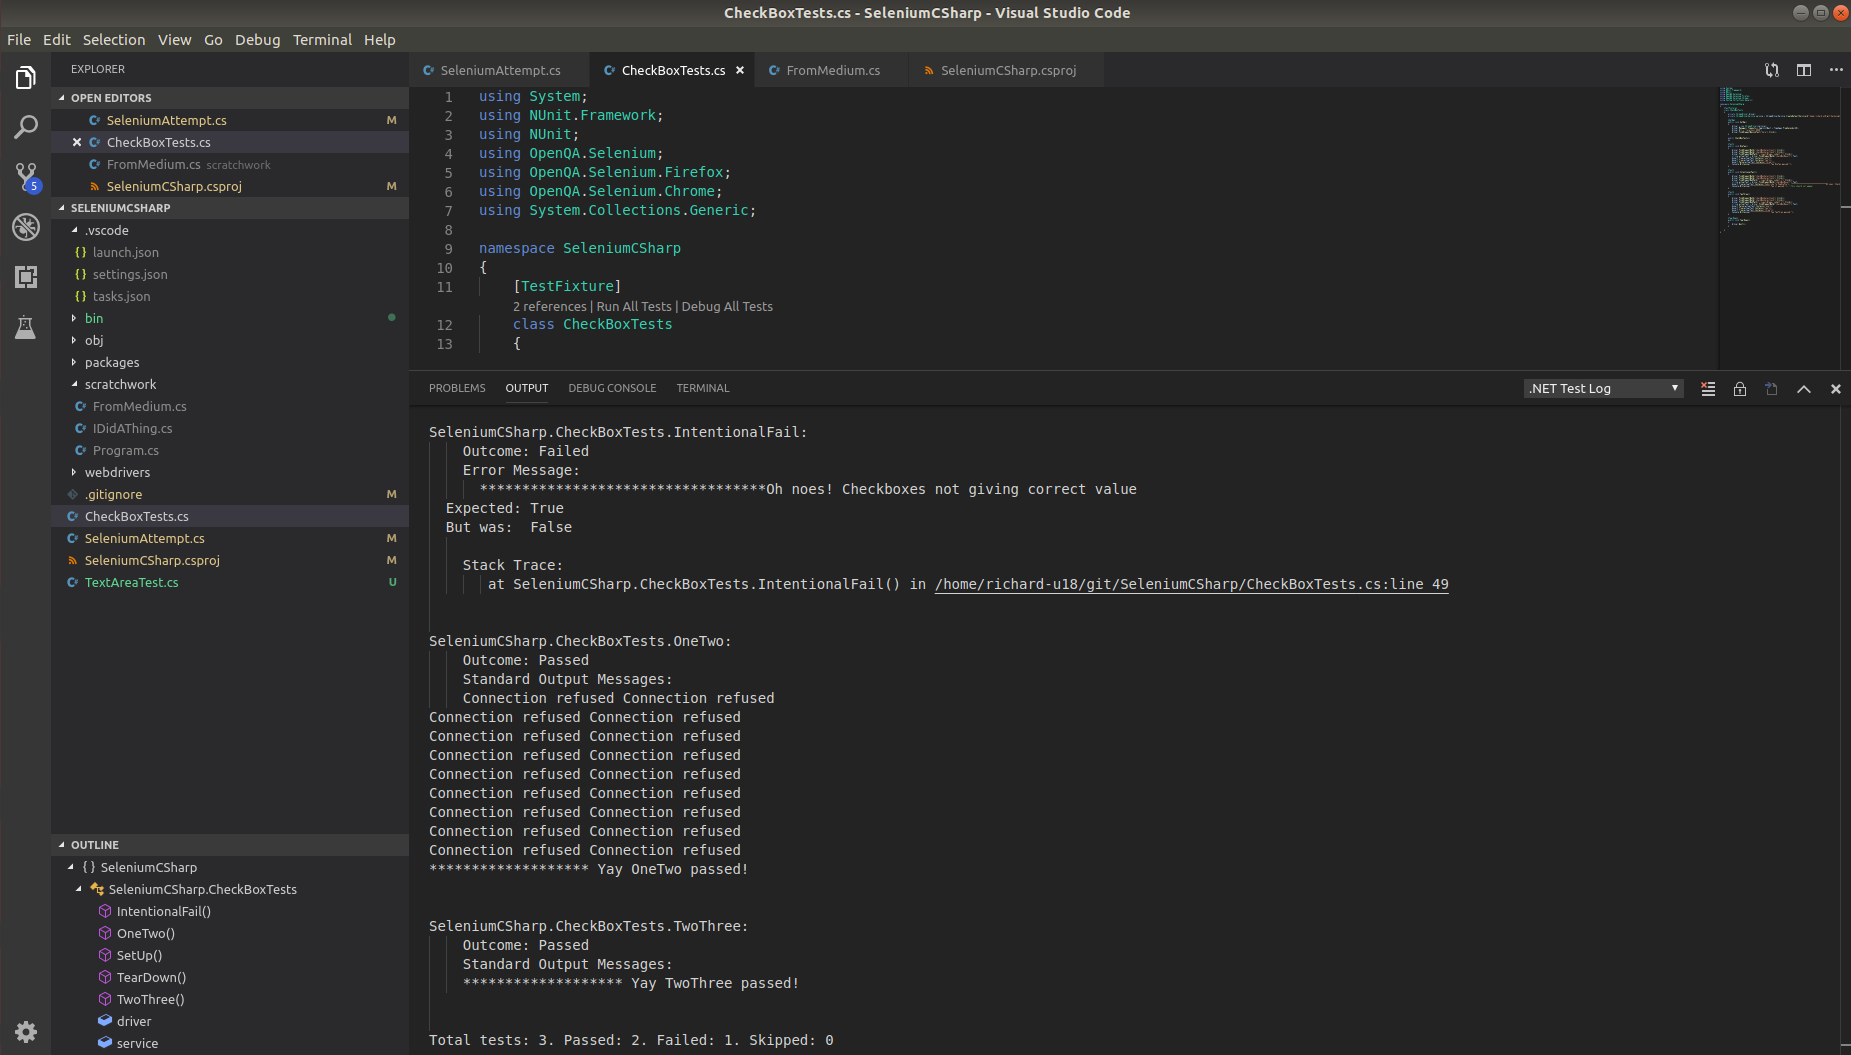 CheckBoxTests.cs - SeleniumCSharp - Visual Studio Code
File Edit Selection View Go Debug Terminal Help
EXPLORER
OPEN EDITORS
SeleniumAttempt.cs M
CheckBoxTests.cs
FromMedium.cs scratchwork
SeleniumCSharp.csproj M
5
SELENIUMCSHARP
.vscode
{} launch.json
{} settings.json
{} tasks.json
bin
obj
packages
scratchwork
FromMedium.cs
IDidAThing.cs
Program.cs
webdrivers
.gitignore M
CheckBoxTests.cs
SeleniumAttempt.cs M
SeleniumCSharp.csproj M
TextAreaTest.cs U
OUTLINE
{} SeleniumCSharp
SeleniumCSharp.CheckBoxTests
IntentionalFail()
OneTwo()
SetUp()
TearDown()
TwoThree()
driver
service
SeleniumAttempt.cs CheckBoxTests.cs FromMedium.cs SeleniumCSharp.csproj
1 using System;
2 using NUnit.Framework;
3 using NUnit;
4 using OpenQA.Selenium;
5 using OpenQA.Selenium.Firefox;
6 using OpenQA.Selenium.Chrome;
7 using System.Collections.Generic;
8
9 namespace SeleniumCSharp
10 {
11 [TestFixture]
2 references | Run All Tests | Debug All Tests
12 class CheckBoxTests
13 {
PROBLEMS OUTPUT DEBUG CONSOLE TERMINAL .NET Test Log
SeleniumCSharp.CheckBoxTests.IntentionalFail:
Outcome: Failed
Error Message:
**********************************Oh noes! Checkboxes not giving correct value
Expected: True
But was:  False
Stack Trace:
at SeleniumCSharp.CheckBoxTests.IntentionalFail() in /home/richard-u18/git/SeleniumCSharp/CheckBoxTests.cs:line 49
SeleniumCSharp.CheckBoxTests.OneTwo:
Outcome: Passed
Standard Output Messages:
Connection refused Connection refused
Connection refused Connection refused
Connection refused Connection refused
Connection refused Connection refused
Connection refused Connection refused
Connection refused Connection refused
Connection refused Connection refused
Connection refused Connection refused
Connection refused Connection refused
******************* Yay OneTwo passed!
SeleniumCSharp.CheckBoxTests.TwoThree:
Outcome: Passed
Standard Output Messages:
******************* Yay TwoThree passed!
Total tests: 3. Passed: 2. Failed: 1. Skipped: 0